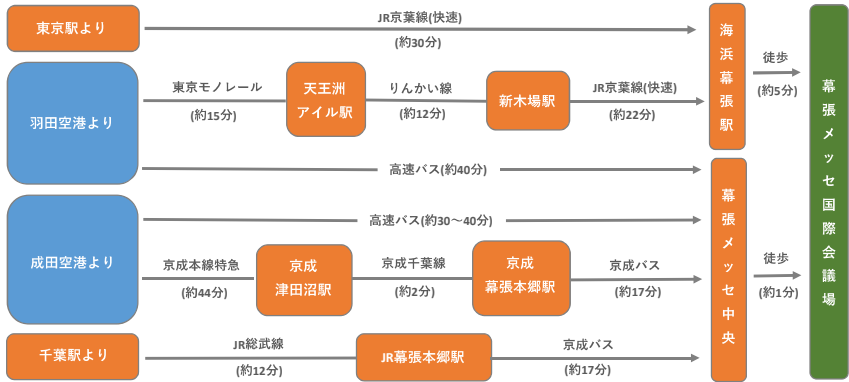 東京駅より
JR京葉線(快速)
(約30分)
海浜幕張駅
徒歩
(約5分)
幕張メッセ国際会議場
羽田空港より
東京モノレール
(約15分)
天王洲
アイル駅
りんかい線
(約12分)
新木場駅
JR京葉線(快速)
(約22分)
高速バス(約40分)
成田空港より
高速バス(約30～40分)
幕張メッセ中央
徒歩
(約1分)
京成本線特急
(約44分)
京成
津田沼駅
京成千葉線
(約2分)
京成
幕張本郷駅
京成バス
(約17分)
千葉駅より
JR総武線
(約12分)
JR幕張本郷駅
京成バス
(約17分)